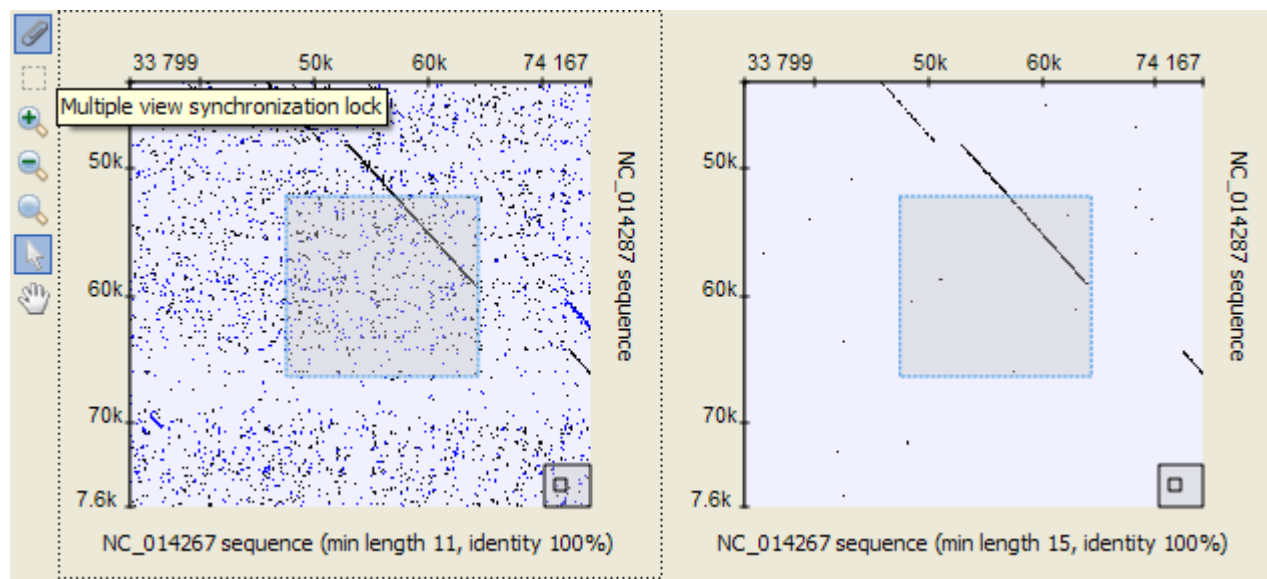 33 799 50k 60k 74 167
Multiple view synchronization lock
50k
60k
70k
7.6k
NC_014287 sequence
NC_014267 sequence (min length 11, identity 100%)
33 799 50k 60k 74 167
50k
60k
70k
7.6k
NC_014287 sequence
NC_014267 sequence (min length 15, identity 100%)